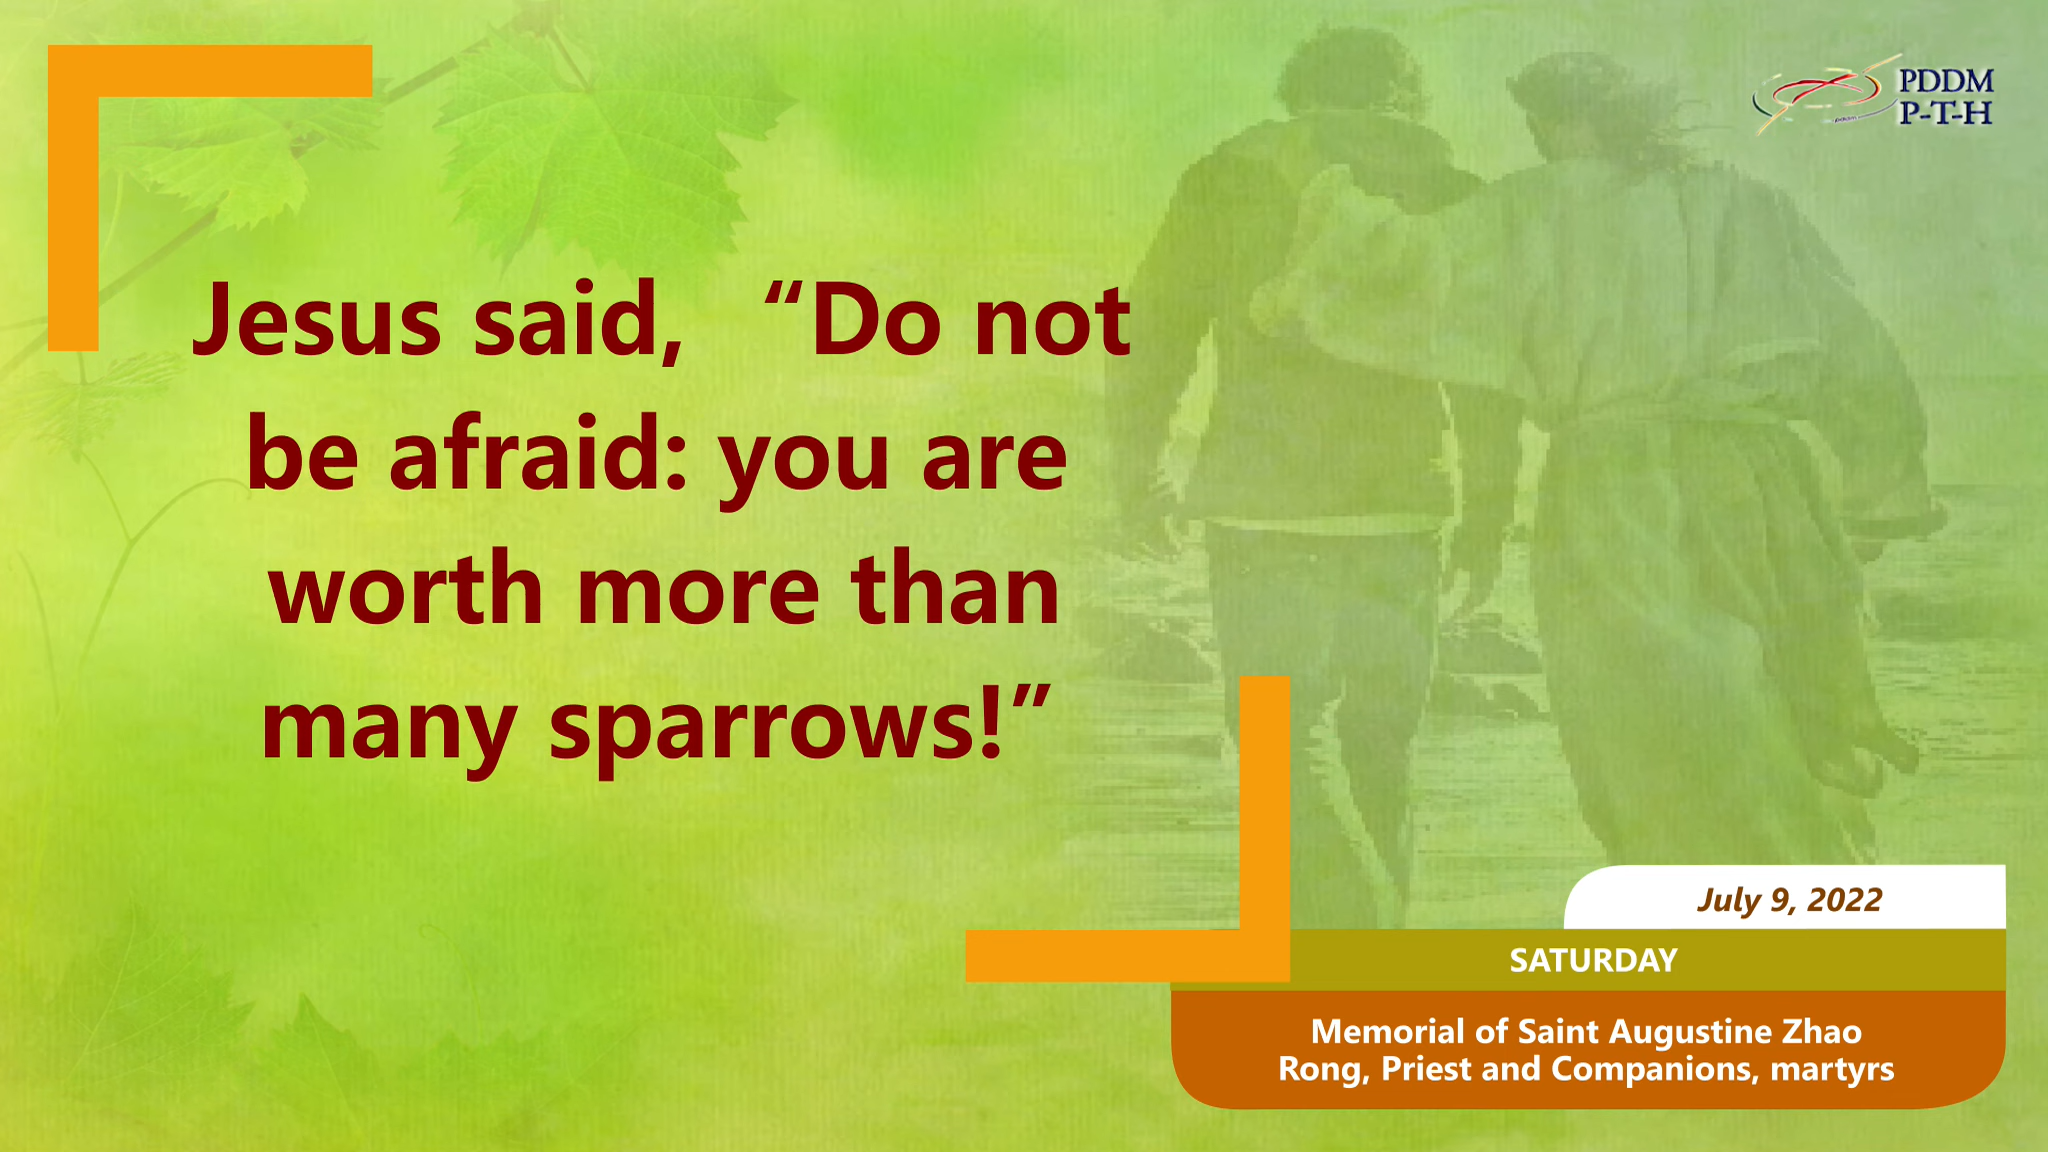 PDDM
P-T-H
Jesus said, “Do not
be afraid: you are
worth more than
many sparrows!”
July 9, 2022
SATURDAY
Memorial of Saint Augustine Zhao
Rong, Priest and Companions, martyrs